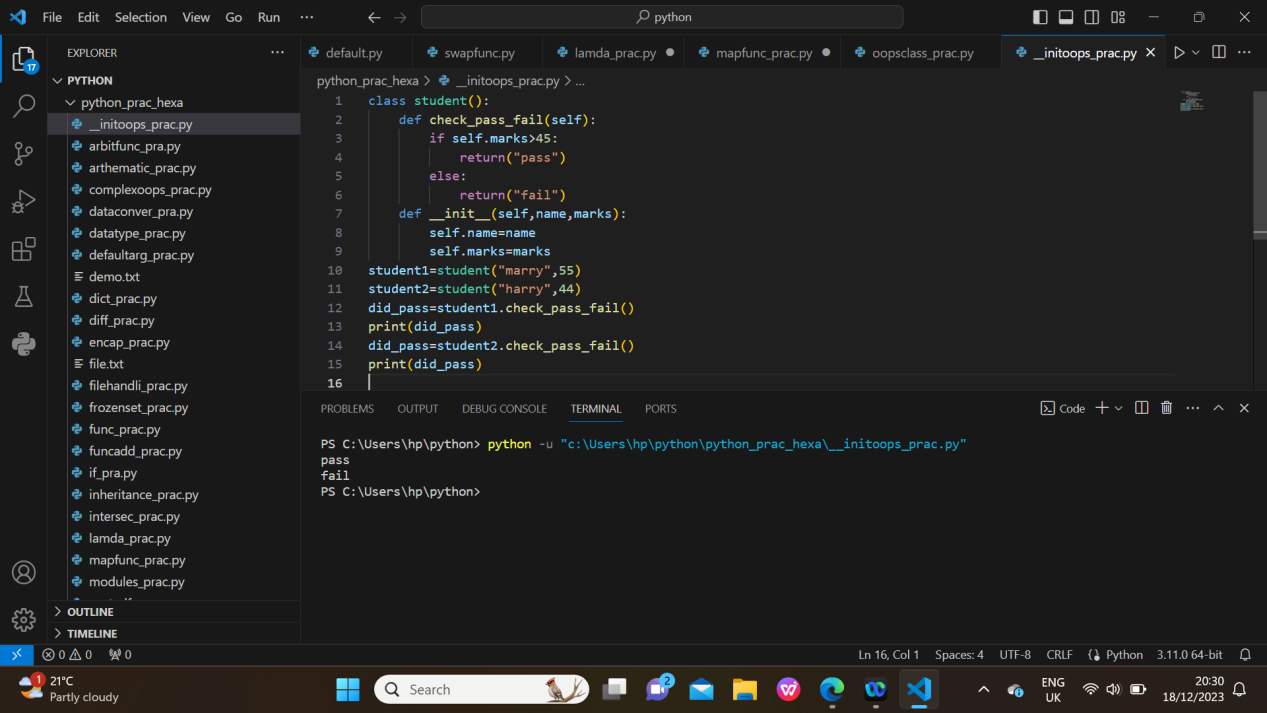 File Edit Selection View Go Run ···
python
17
EXPLORER ···
PYTHON
python_prac_hexa
__initoops_prac.py
arbitfunc_pra.py
arthematic_prac.py
complexoops_prac.py
dataconver_pra.py
datatype_prac.py
defaultarg_prac.py
demo.txt
dict_prac.py
diff_prac.py
encap_prac.py
file.txt
filehandli_prac.py
frozenset_prac.py
func_prac.py
funcadd_prac.py
if_pra.py
inheritance_prac.py
intersec_prac.py
lamda_prac.py
mapfunc_prac.py
modules_prac.py
OUTLINE
TIMELINE
default.py swapfunc.py lamda_prac.py mapfunc_prac.py oopsclass_prac.py __initoops_prac.py
python_prac_hexa > __initoops_prac.py > ...
1 class student():
2 def check_pass_fail(self):
3 if self.marks>45:
4 return("pass")
5 else:
6 return("fail")
7 def __init__(self,name,marks):
8 self.name=name
9 self.marks=marks
10 student1=student("marry",55)
11 student2=student("harry",44)
12 did_pass=student1.check_pass_fail()
13 print(did_pass)
14 did_pass=student2.check_pass_fail()
15 print(did_pass)
16
PROBLEMS OUTPUT DEBUG CONSOLE TERMINAL PORTS Code
PS C:\Users\hp\python> python -u "c:\Users\hp\python\python_prac_hexa\__initoops_prac.py"
pass
fail
PS C:\Users\hp\python>
0 0 0 Ln 16, Col 1 Spaces: 4 UTF-8 CRLF Python 3.11.0 64-bit
1 21°C
Partly cloudy
Search
2
ENG
UK
20:30
18/12/2023